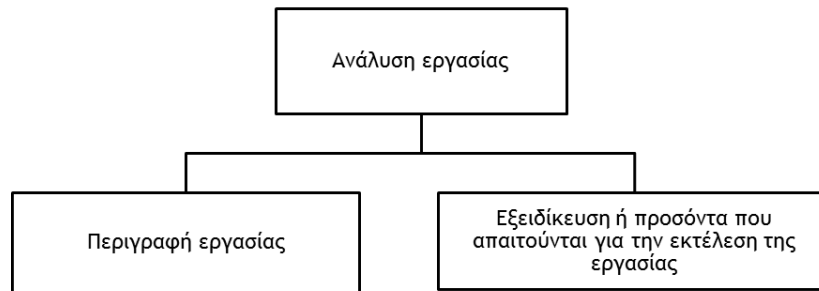 Ανάλυση εργασίας
Περιγραφή εργασίας
Εξειδίκευση ή προσόντα που
απαιτούνται για την εκτέλεση της
εργασίας